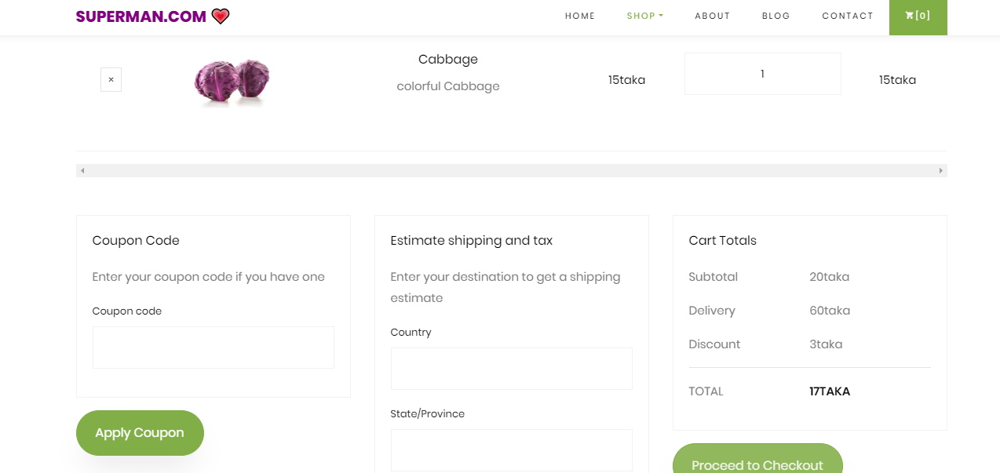 SUPERMAN.COM
HOME SHOP ABOUT BLOG CONTACT [0]
×
Cabbage
colorful Cabbage
15taka
1
15taka
Coupon Code
Enter your coupon code if you have one
Coupon code
Apply Coupon
Estimate shipping and tax
Enter your destination to get a shipping
estimate
Country
State/Province
Cart Totals
Subtotal 20taka
Delivery 60taka
Discount 3taka
TOTAL 17TAKA
Proceed to Checkout